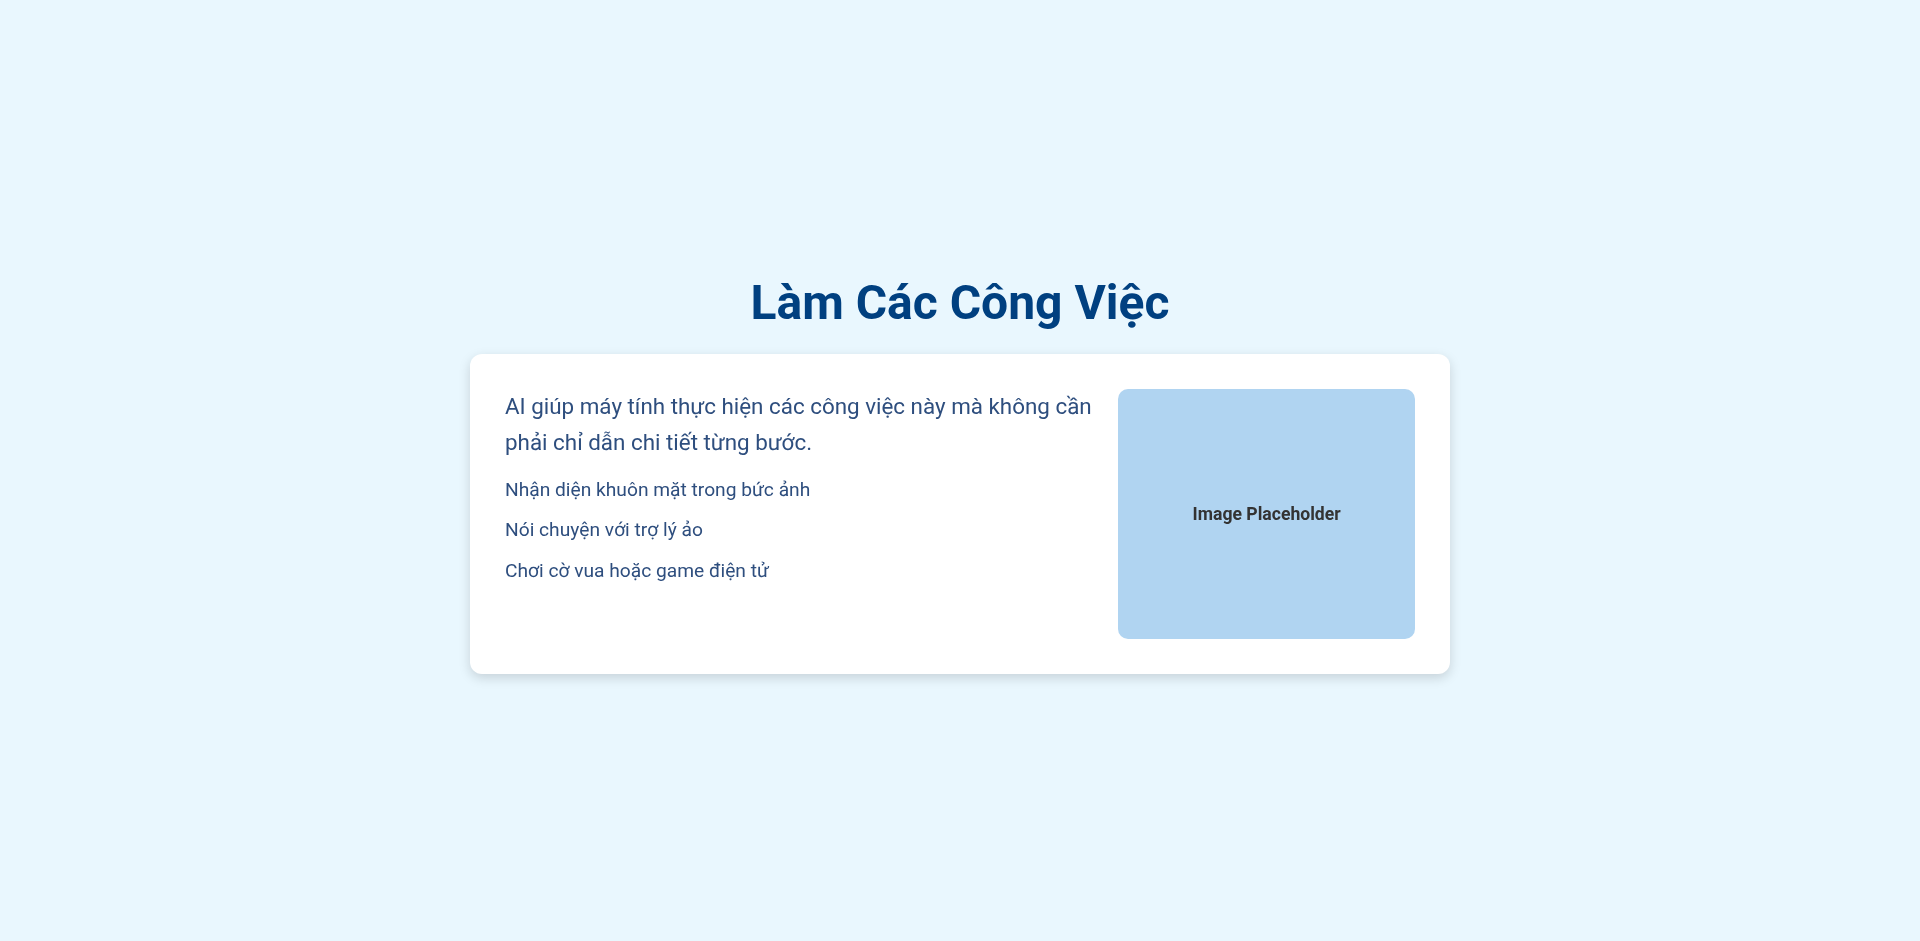 Làm Các Công Việc
AI giúp máy tính thực hiện các công việc này mà không cần
phải chỉ dẫn chi tiết từng bước.
Nhận diện khuôn mặt trong bức ảnh
Nói chuyện với trợ lý ảo
Chơi cờ vua hoặc game điện tử
Image Placeholder